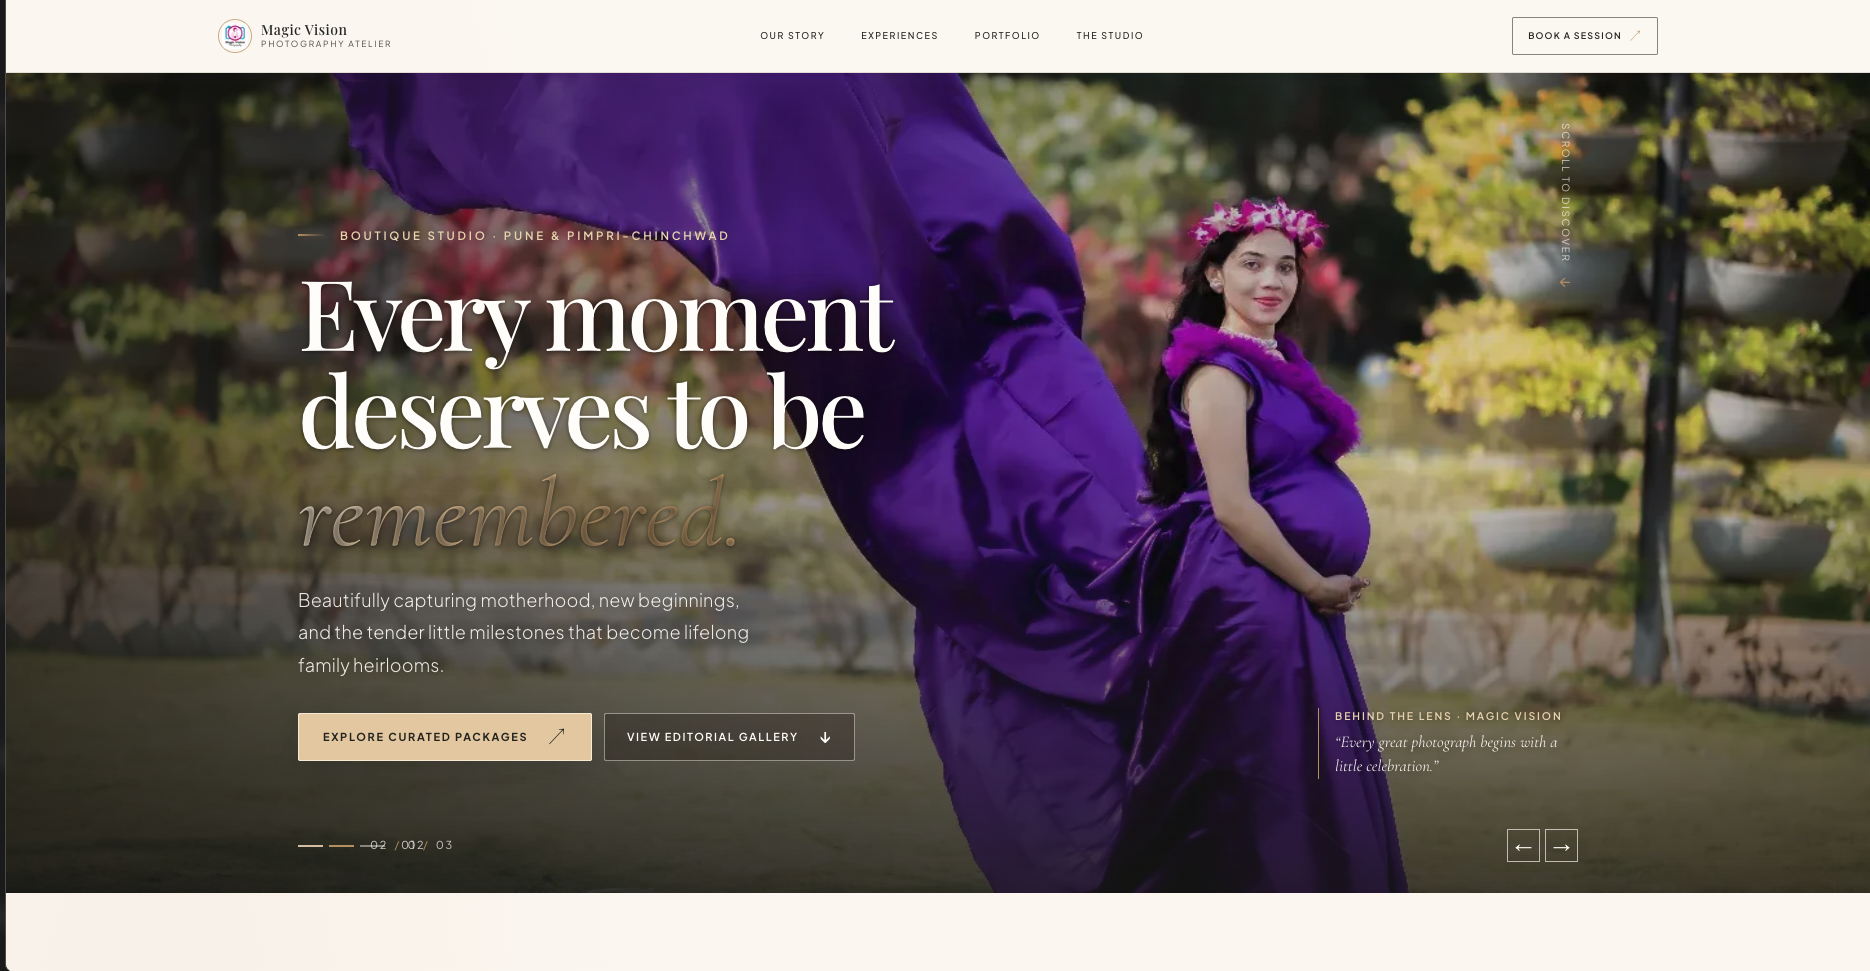 Magic Vision
PHOTOGRAPHY ATELIER
OUR STORY
EXPERIENCES
PORTFOLIO
THE STUDIO
BOOK A SESSION
SCROLL TO DISCOVER
BOUTIQUE STUDIO · PUNE & PIMPRI-CHINCHWAD
Every moment
deserves to be
remembered.
Beautifully capturing motherhood, new beginnings,
and the tender little milestones that become lifelong
family heirlooms.
EXPLORE CURATED PACKAGES
VIEW EDITORIAL GALLERY
BEHIND THE LENS · MAGIC VISION
“Every great photograph begins with a
little celebration.”
02 / 
/ 03